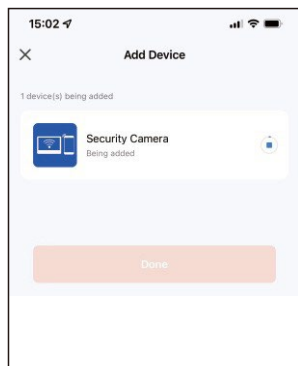 15:02
Add Device
1 device(s) being added
Security Camera
Being added
Done